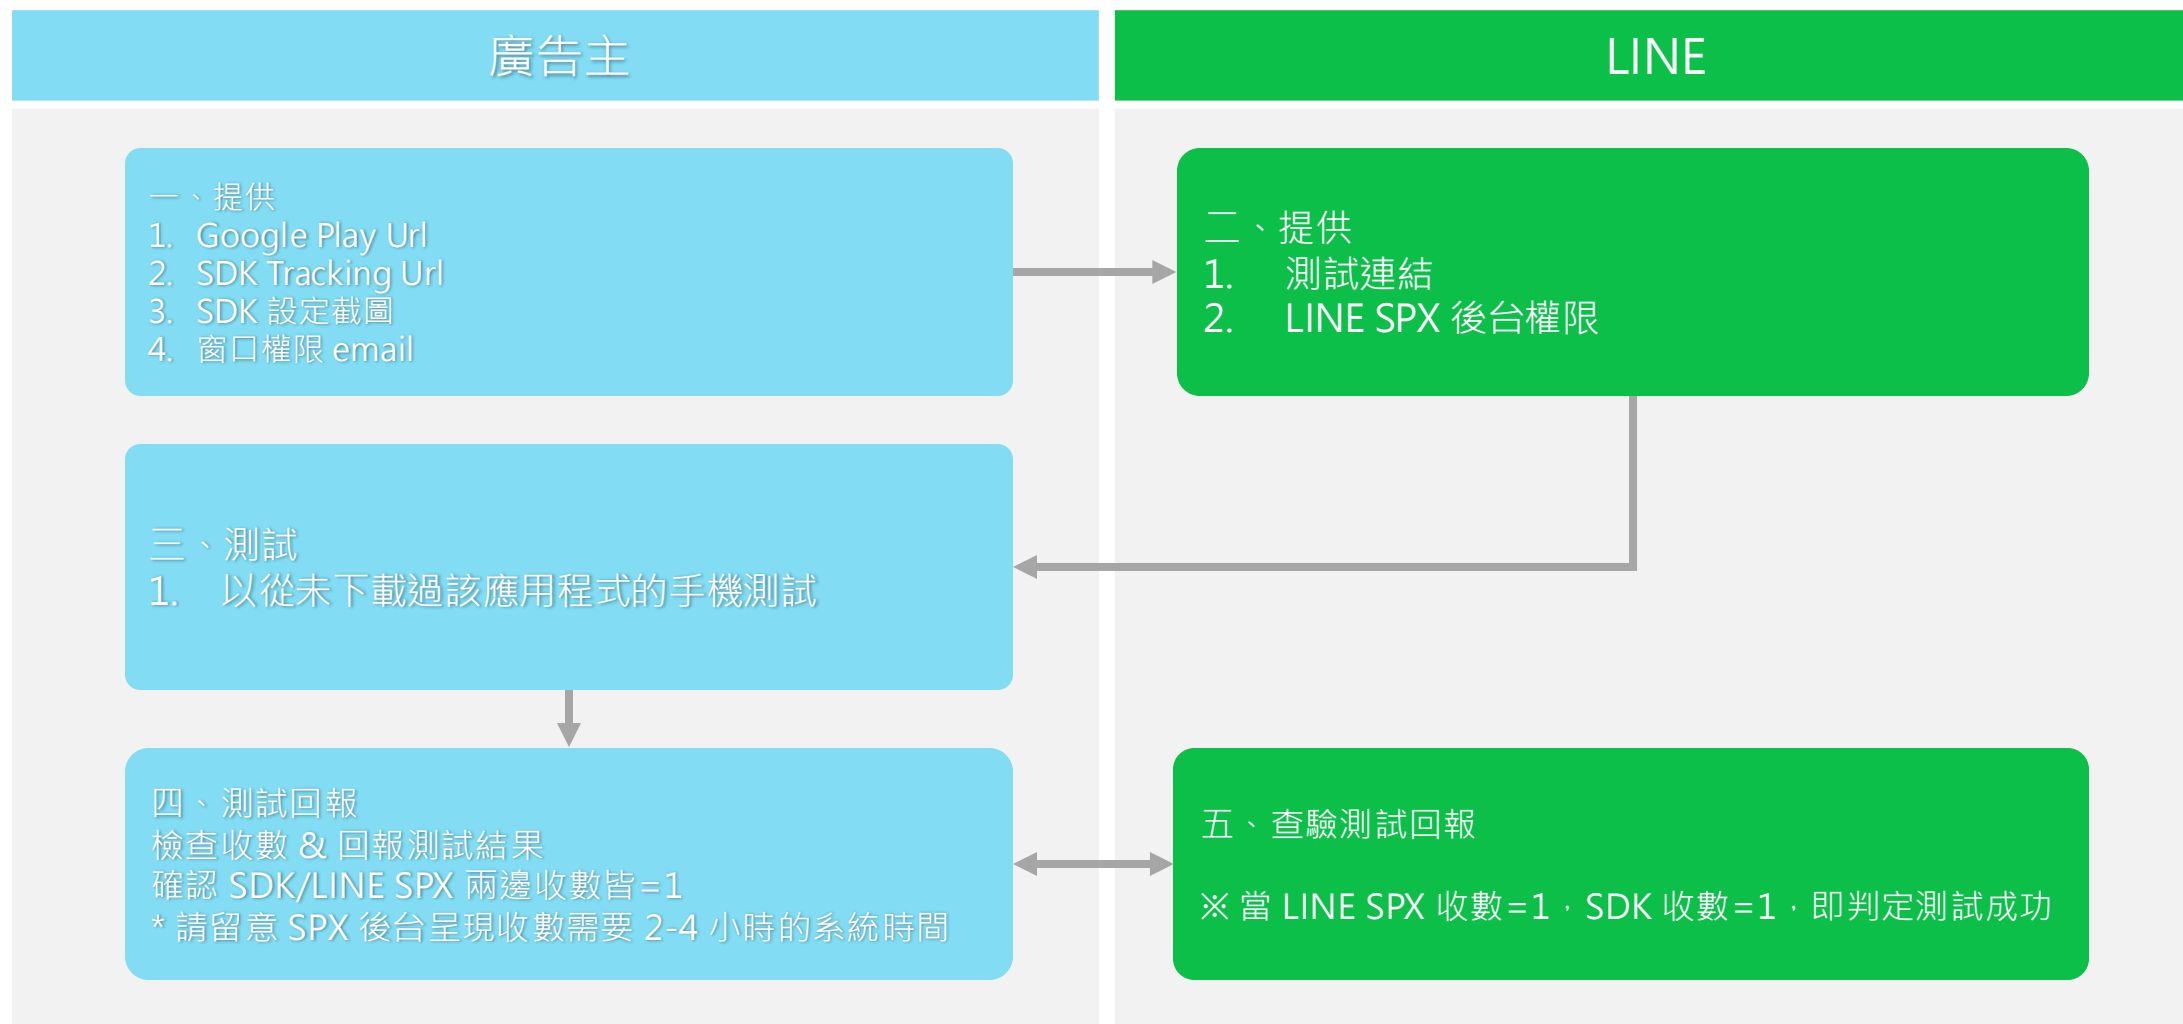 廣告主
LINE
一、提供
1. Google Play Url
2. SDK Tracking Url
3. SDK 設定截圖
4. 窗口權限 email
二、提供
1. 測試連結
2. LINE SPX 後台權限
三、測試
1. 以從未下載過該應用程式的手機測試
四、測試回報
檢查收數 & 回報測試結果
確認 SDK/LINE SPX 兩邊收數皆=1
* 請留意 SPX 後台呈現收數需要 2-4 小時的系統時間
五、查驗測試回報
※ 當 LINE SPX 收數=1，SDK 收數=1，即判定測試成功